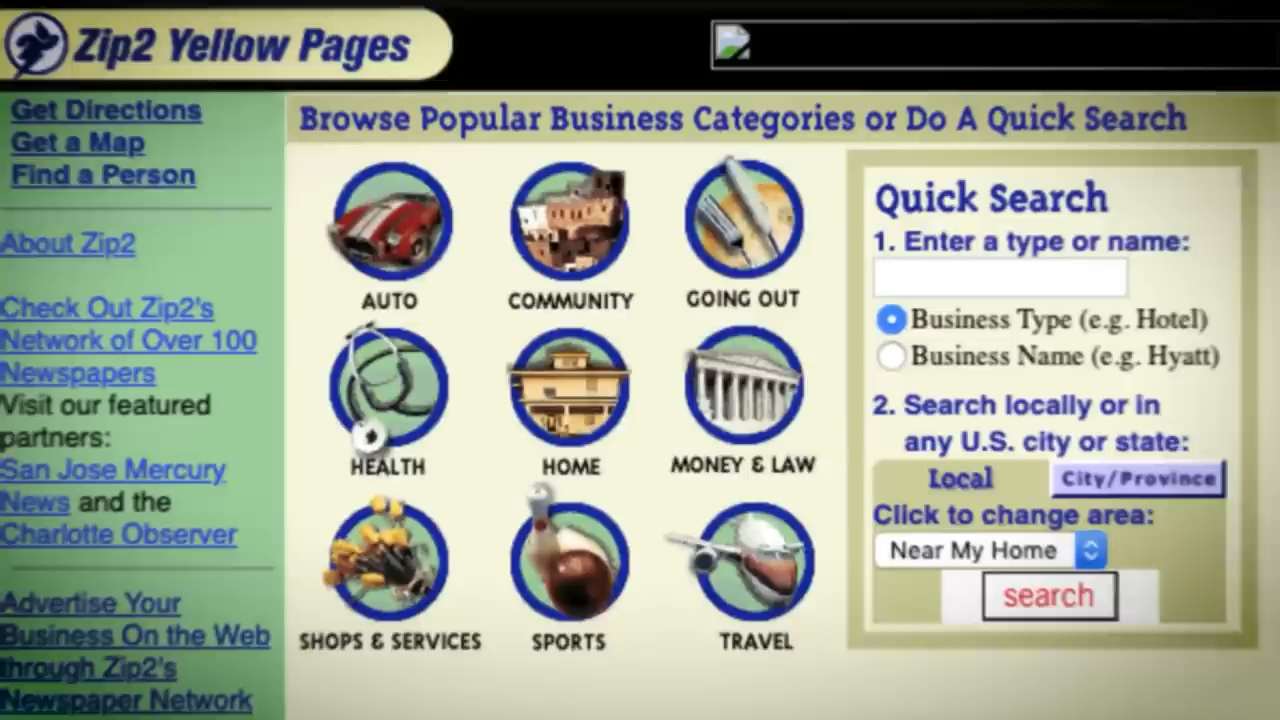 Zip2 Yellow Pages
Get Directions
Get a Map
Find a Person
About Zip2
Check Out Zip2's
Network of Over 100
Newspapers
Visit our featured
partners:
San Jose Mercury
News and the
Charlotte Observer
Advertise Your
Business On the Web
through Zip2's
Newspaper Network
Browse Popular Business Categories or Do A Quick Search
AUTO
COMMUNITY
GOING OUT
HEALTH
HOME
MONEY & LAW
SHOPS & SERVICES
SPORTS
TRAVEL
Quick Search
1. Enter a type or name:
Business Type (e.g. Hotel)
Business Name (e.g. Hyatt)
2. Search locally or in
any U.S. city or state:
Local
City/Province
Click to change area:
Near My Home
search